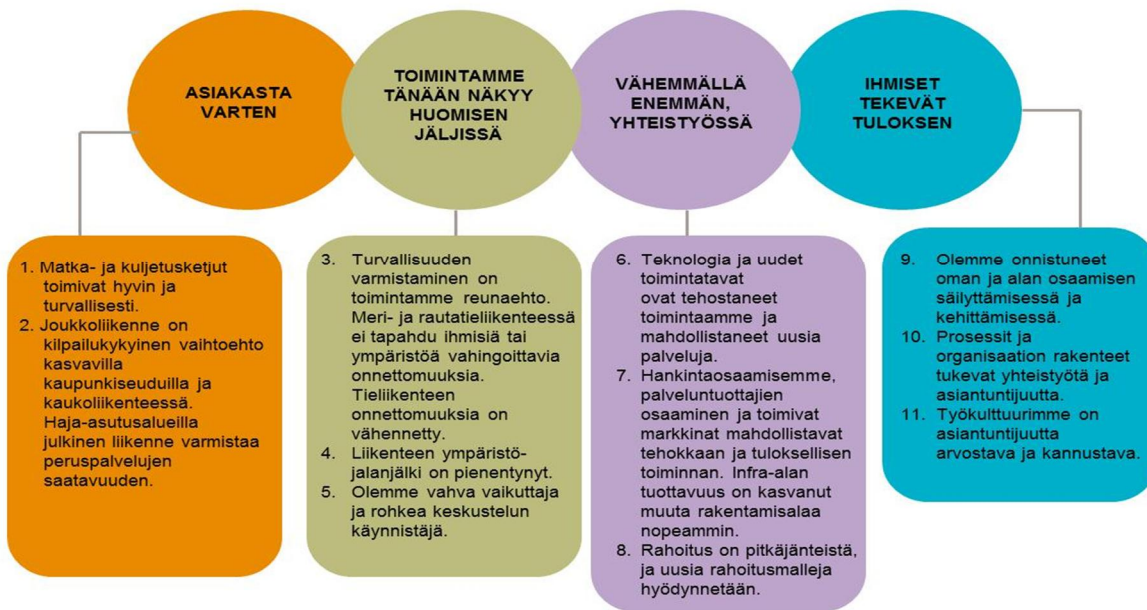 ASIAKASTA
VARTEN
TOIMINTAMME
TÄNÄÄN NÄKYY
HUOMISEN
JÄLJISSÄ
VÄHEMMÄLLÄ
ENEMMÄN,
YHTEISTYÖSSÄ
IHMISET
TEKEVÄT
TULOKSEN
1. Matka- ja kuljetusketjut
toimivat hyvin ja
turvallisesti.
2. Joukkoliikenne on
kilpailukykyinen vaihtoehto
kasvavilla
kaupunkiseuduilla ja
kaukoliikenteessä.
Haja-asutusalueilla
julkinen liikenne varmistaa
peruspalvelujen
saatavuuden.
3. Turvallisuuden
varmistaminen on
toimintamme reunaehto.
Meri- ja rautatieliikenteessä
ei tapahdu ihmisiä tai
ympäristöä vahingoittavia
onnettomuuksia.
Tieliikenteen
onnettomuuksia on
vähennetty.
4. Liikenteen ympäristö-
jalanjälki on pienentynyt.
5. Olemme vahva vaikuttaja
ja rohkea keskustelun
käynnistäjä.
6. Teknologia ja uudet
toimintatavat
ovat tehostaneet
toimintaamme ja
mahdollistaneet uusia
palveluja.
7. Hankintaosaamisemme,
palveluntuottajien
osaaminen ja toimivat
markkinat mahdollistavat
tehokkaan ja tuloksellisen
toiminnan. Infra-alan
tuottavuus on kasvanut
muuta rakentamisalaa
nopeammin.
8. Rahoitus on pitkäjänteistä,
ja uusia rahoitusmalleja
hyödynnetään.
9. Olemme onnistuneet
oman ja alan osaamisen
säilyttämisessä ja
kehittämisessä.
10. Prosessit ja
organisaation rakenteet
tukevat yhteistyötä ja
asiantuntijuutta.
11. Työkulttuurimme on
asiantuntijuutta
arvostava ja kannustava.